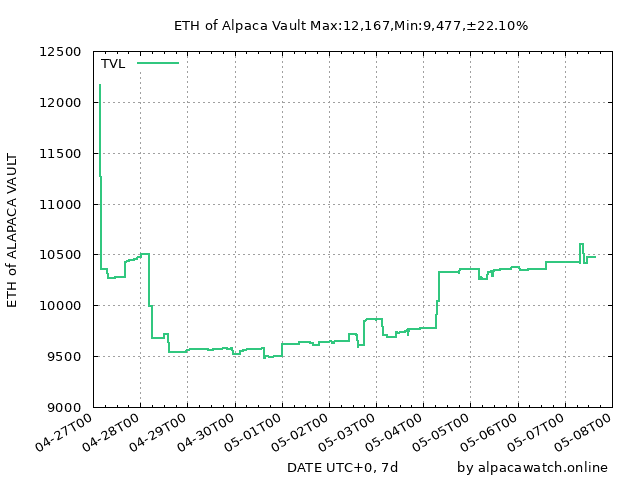 ETH of Alpaca Vault Max:12,167,Min:9,477,±22.10%
TVL
12500
12000
11500
11000
10500
10000
9500
9000
ETH of ALAPACA VAULT
04-27T00
04-28T00
04-29T00
04-30T00
05-01T00
05-02T00
05-03T00
05-04T00
05-05T00
05-06T00
05-07T00
05-08T00
DATE UTC+0, 7d
by alpacawatch.online